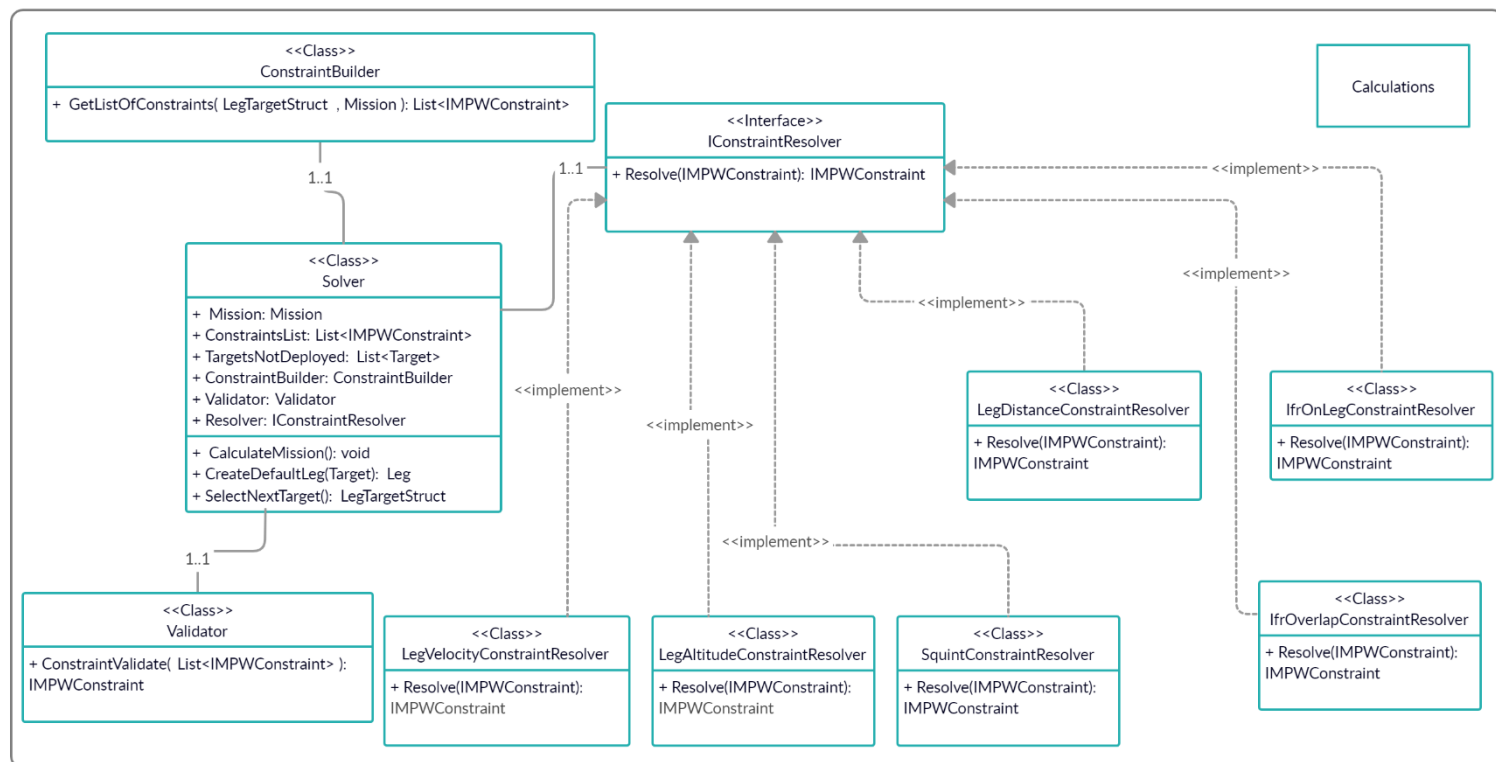 <<Class>>
ConstraintBuilder
+ GetListOfConstraints( LegTargetStruct , Mission ): List<IMPWConstraint>
Calculations
<<Interface>>
IConstraintResolver
+ Resolve(IMPWConstraint): IMPWConstraint
1..1
1..1
<<implement>>
<<implement>>
<<implement>>
<<implement>>
<<implement>>
<<implement>>
<<Class>>
Solver
+ Mission: Mission
+ ConstraintsList: List<IMPWConstraint>
+ TargetsNotDeployed: List<Target>
+ ConstraintBuilder: ConstraintBuilder
+ Validator: Validator
+ Resolver: IConstraintResolver
+ CalculateMission(): void
+ CreateDefaultLeg(Target): Leg
+ SelectNextTarget(): LegTargetStruct
<<Class>>
LegDistanceConstraintResolver
+ Resolve(IMPWConstraint):
IMPWConstraint
<<Class>>
IfrOnLegConstraintResolver
+ Resolve(IMPWConstraint):
IMPWConstraint
1..1
<<Class>>
Validator
+ ConstraintValidate( List<IMPWConstraint> ):
IMPWConstraint
<<Class>>
LegVelocityConstraintResolver
+ Resolve(IMPWConstraint):
IMPWConstraint
<<Class>>
LegAltitudeConstraintResolver
+ Resolve(IMPWConstraint):
IMPWConstraint
<<Class>>
SquintConstraintResolver
+ Resolve(IMPWConstraint):
IMPWConstraint
<<Class>>
IfrOverlapConstraintResolver
+ Resolve(IMPWConstraint):
IMPWConstraint